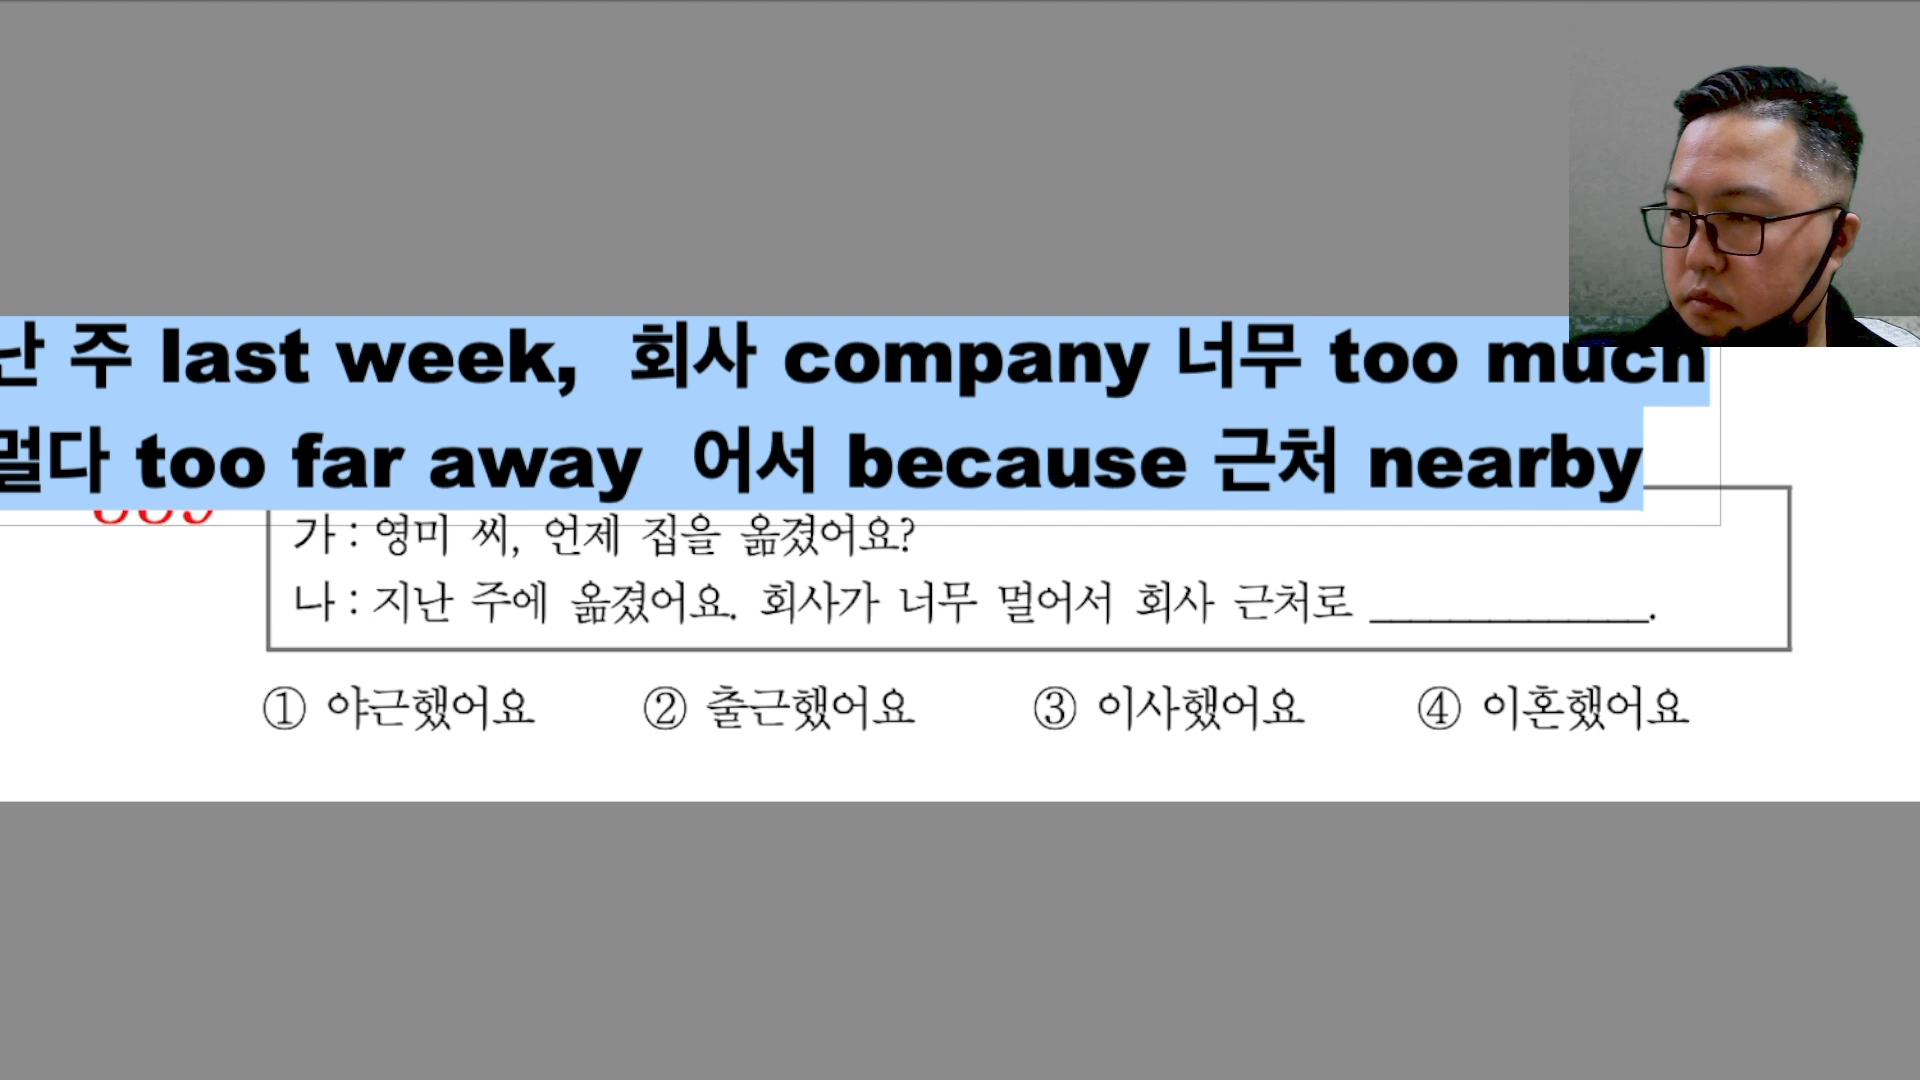 난 주 last week, 회사 company 너무 too much
멀다 too far away 어서 because 근처 nearby
가 : 영미 씨, 언제 집을 옮겼어요?
나 : 지난 주에 옮겼어요. 회사가 너무 멀어서 회사 근처로 ______________.
① 야근했어요 ② 출근했어요 ③ 이사했어요 ④ 이혼했어요